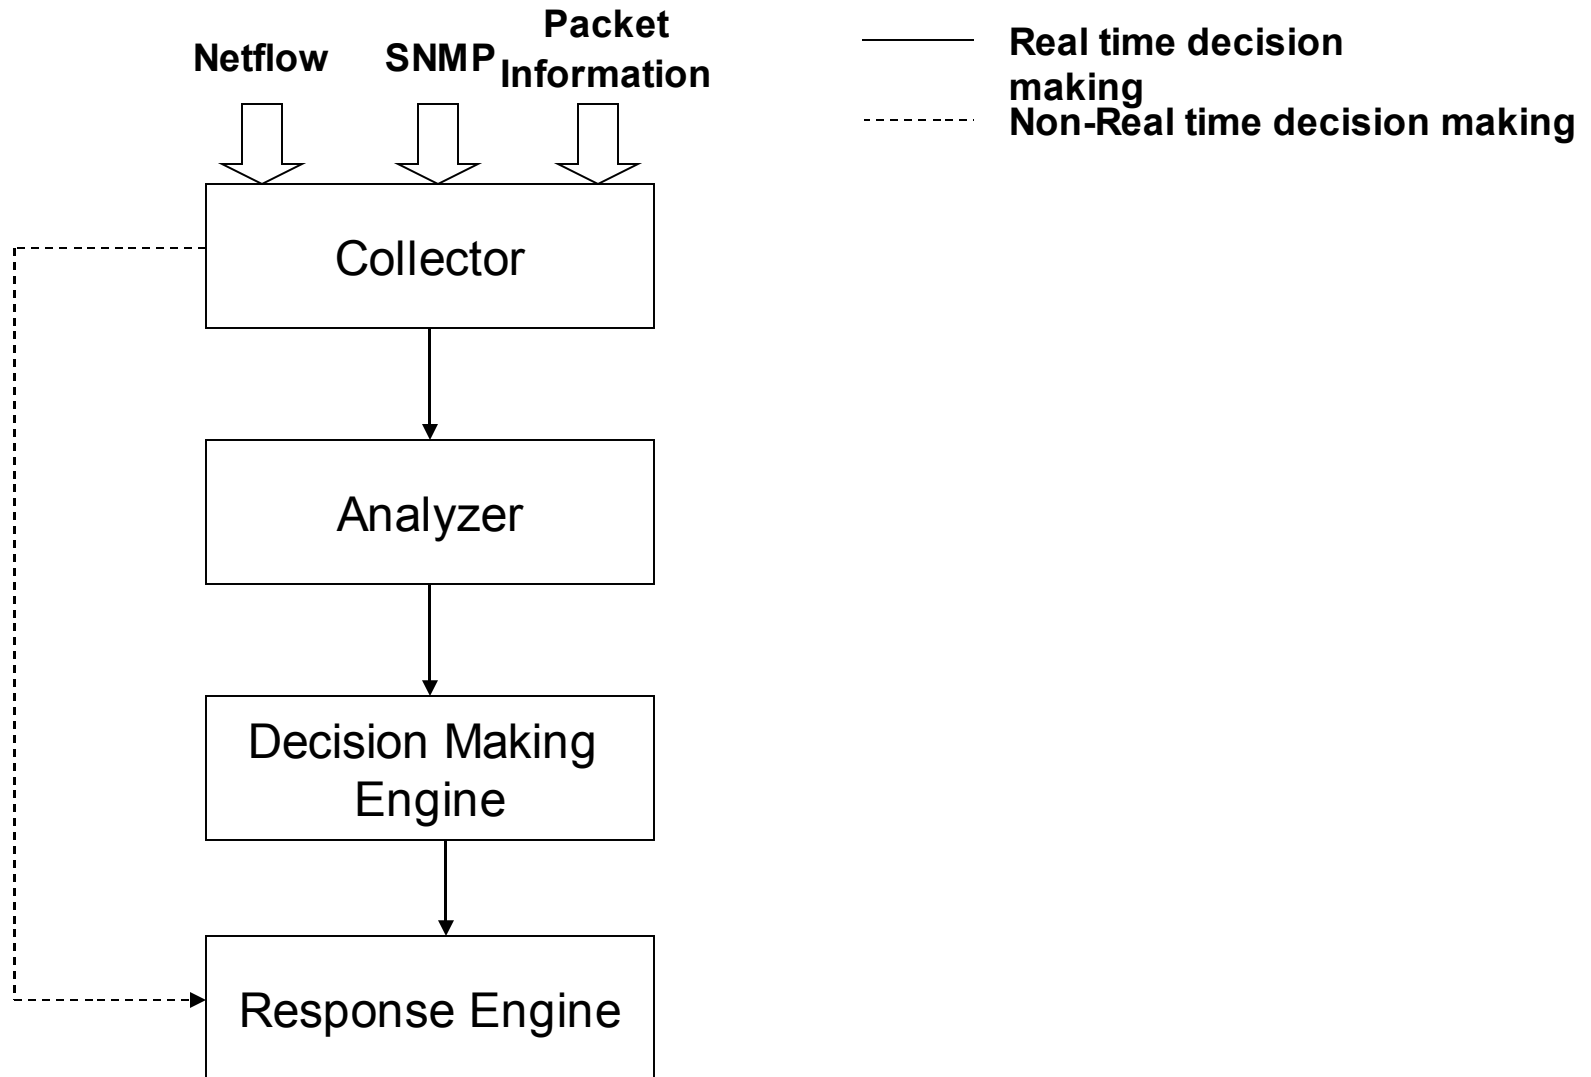 Netflow
SNMP
Packet
Information
Real time decision
making
Non-Real time decision making
Collector
Analyzer
Decision Making
Engine
Response Engine